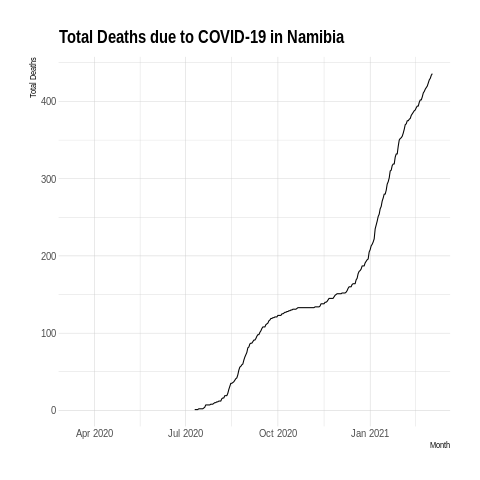 Total Deaths due to COVID-19 in Namibia
Total Deaths
400
300
200
100
0
Apr 2020 Jul 2020 Oct 2020 Jan 2021
Month